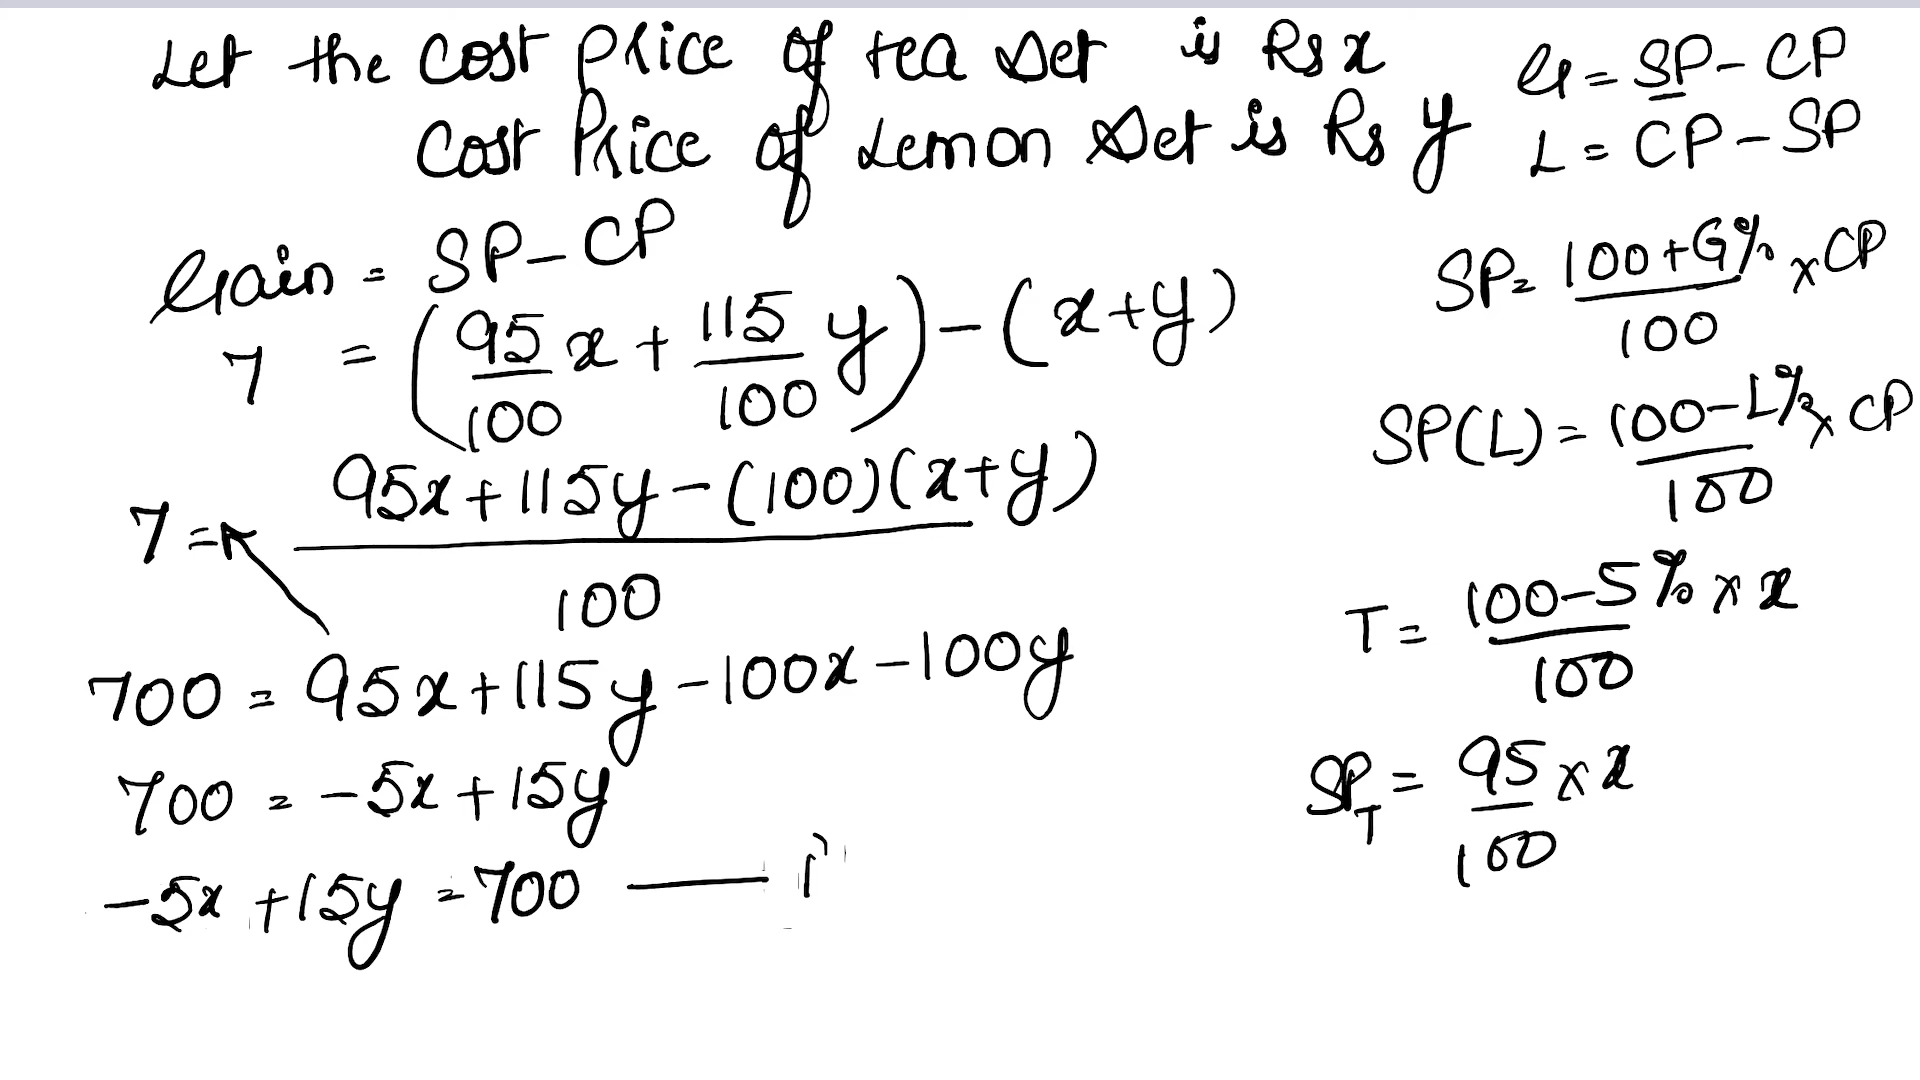 Let the cost price of tea set is Rs x
Cost Price of Lemon set is Rs y
Gain = SP - CP
7 = (95/100 x + 115/100 y) - (x+y)
7 = 95x + 115y - (100)(x+y) / 100
700 = 95x + 115y - 100x - 100y
700 = -5x + 15y
-5x + 15y = 700 — i
G = SP - CP
L = CP - SP
SP = 100+G% / 100 × CP
SP(L) = 100-L% / 100 × CP
T = 100-5% / 100 × x
SP_T = 95/100 × x